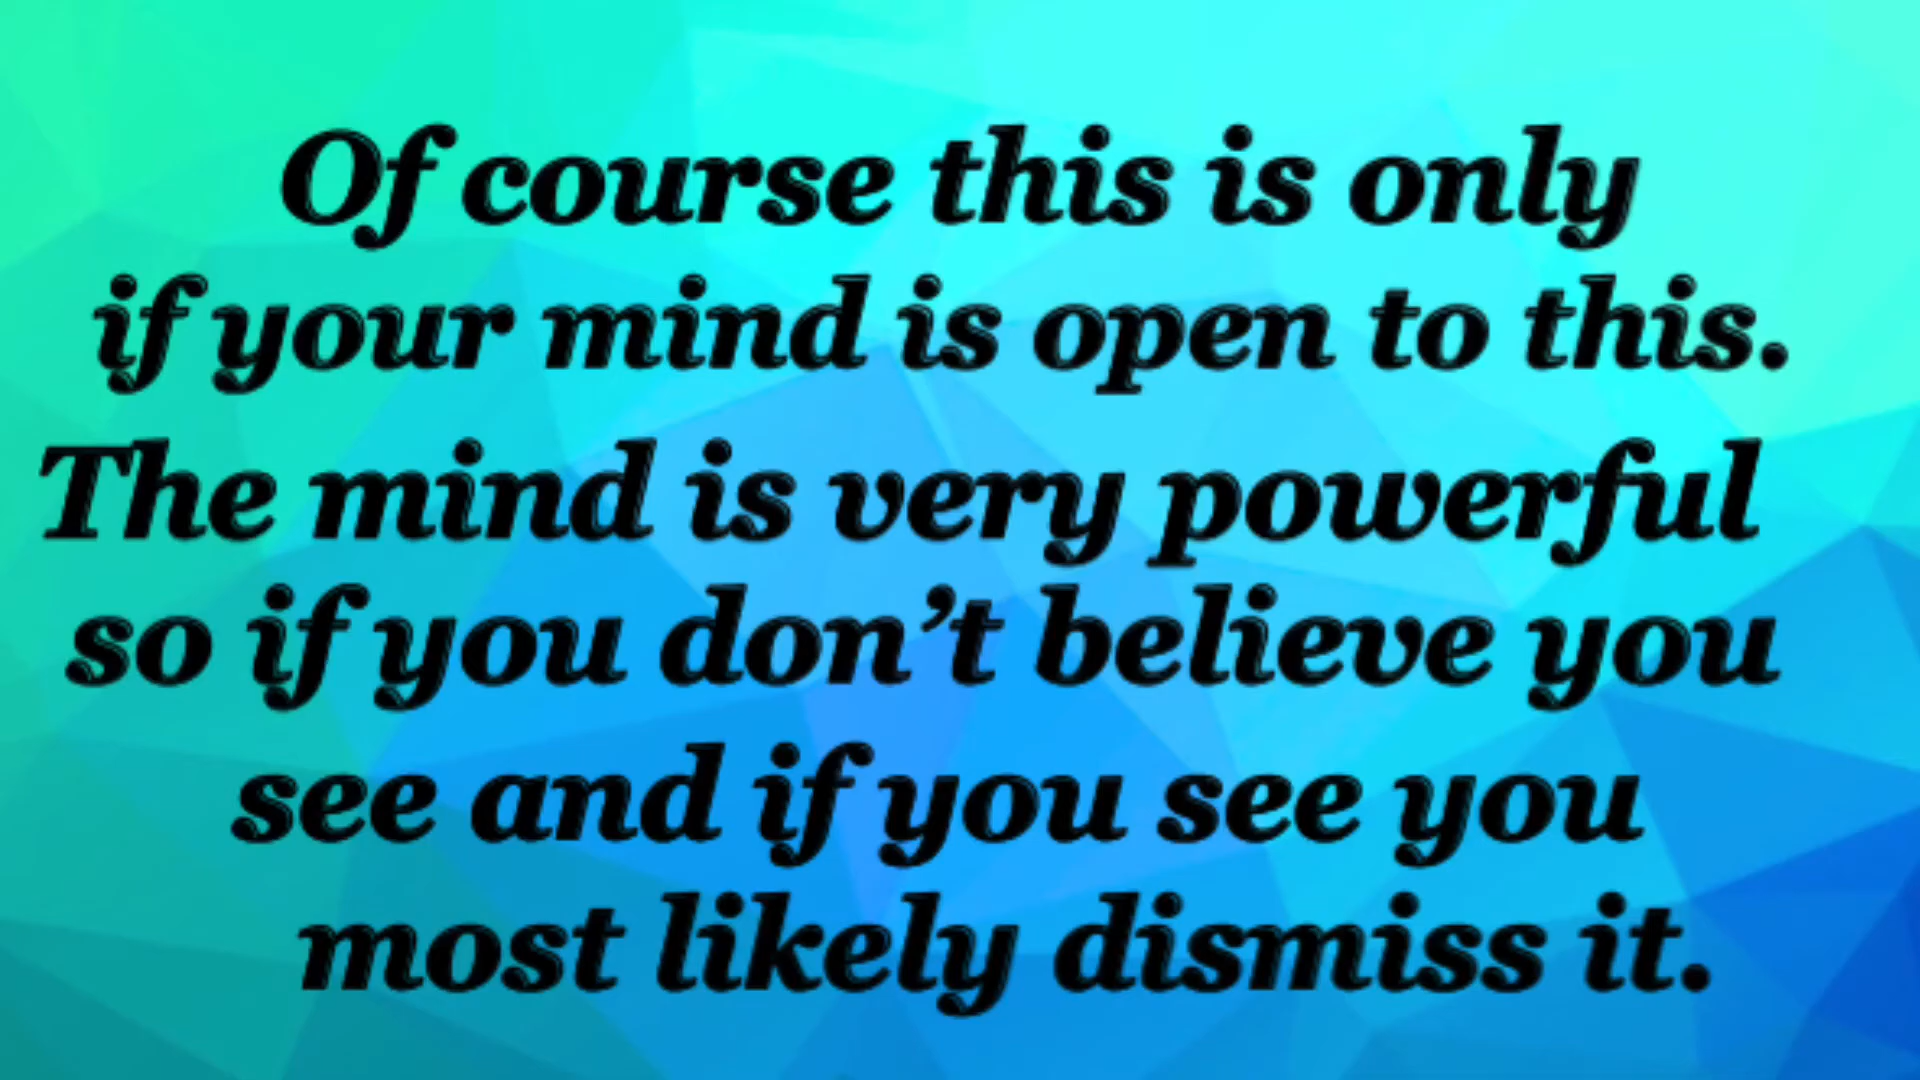 Of course this is only
if your mind is open to this.
The mind is very powerful
so if you don’t believe you
see and if you see you
most likely dismiss it.